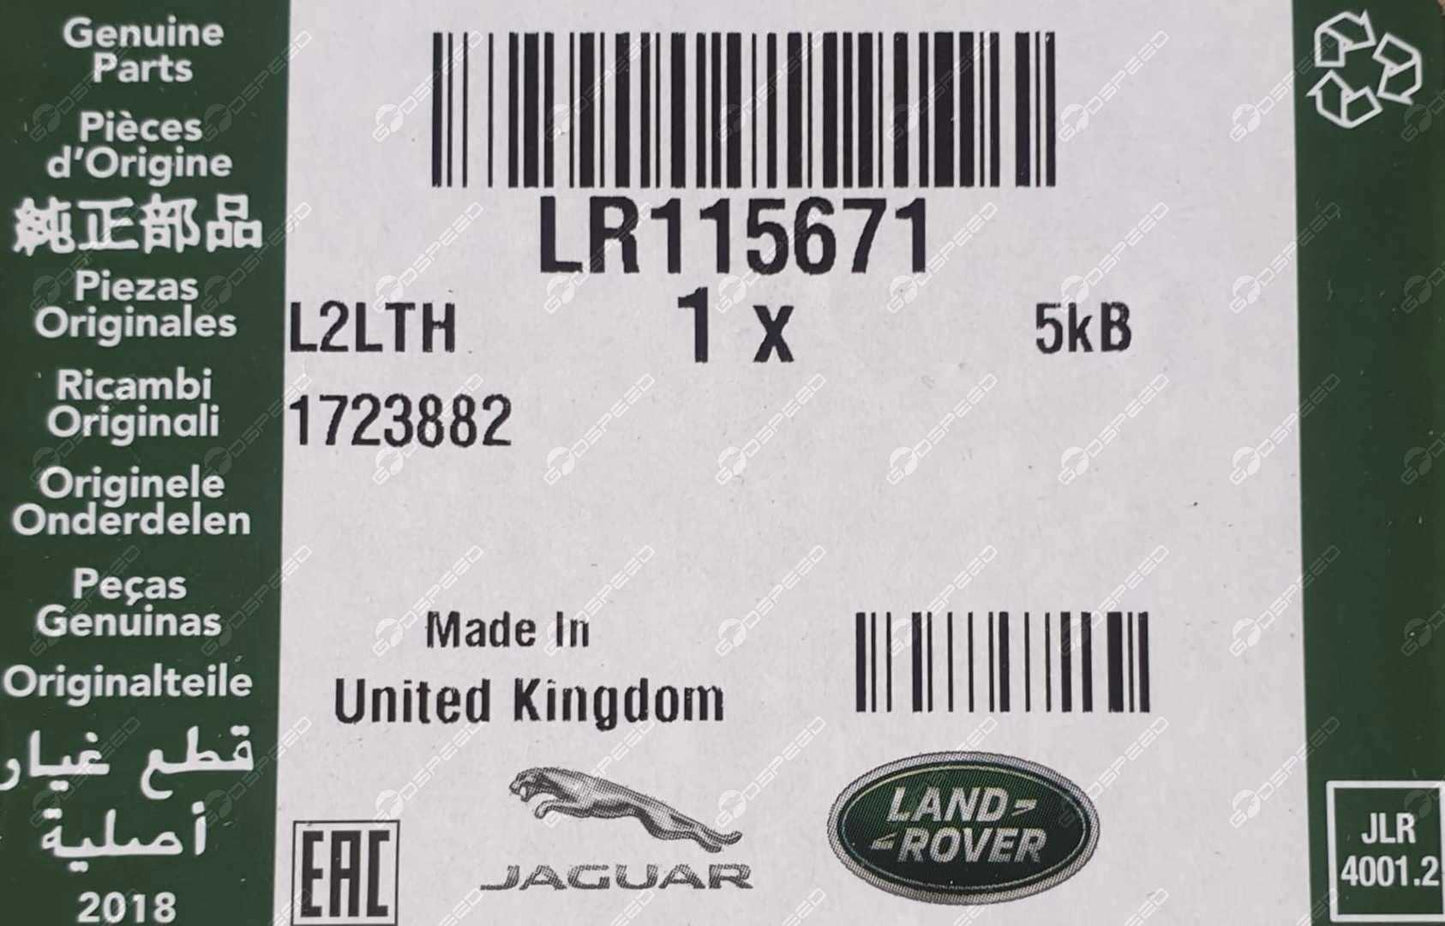 Genuine
Parts
Pièces
d'Origine
純正部品
Piezas
Originales
Ricambi
Originali
Originele
Onderdelen
Peças
Genuinas
Originalteile
قطع غيار
أصلية
2018
LR115671
L2LTH 1 x 5kB
1723882
Made In
United Kingdom
EAC
JAGUAR
LAND-
-ROVER
JLR
4001.2
GODSPEED